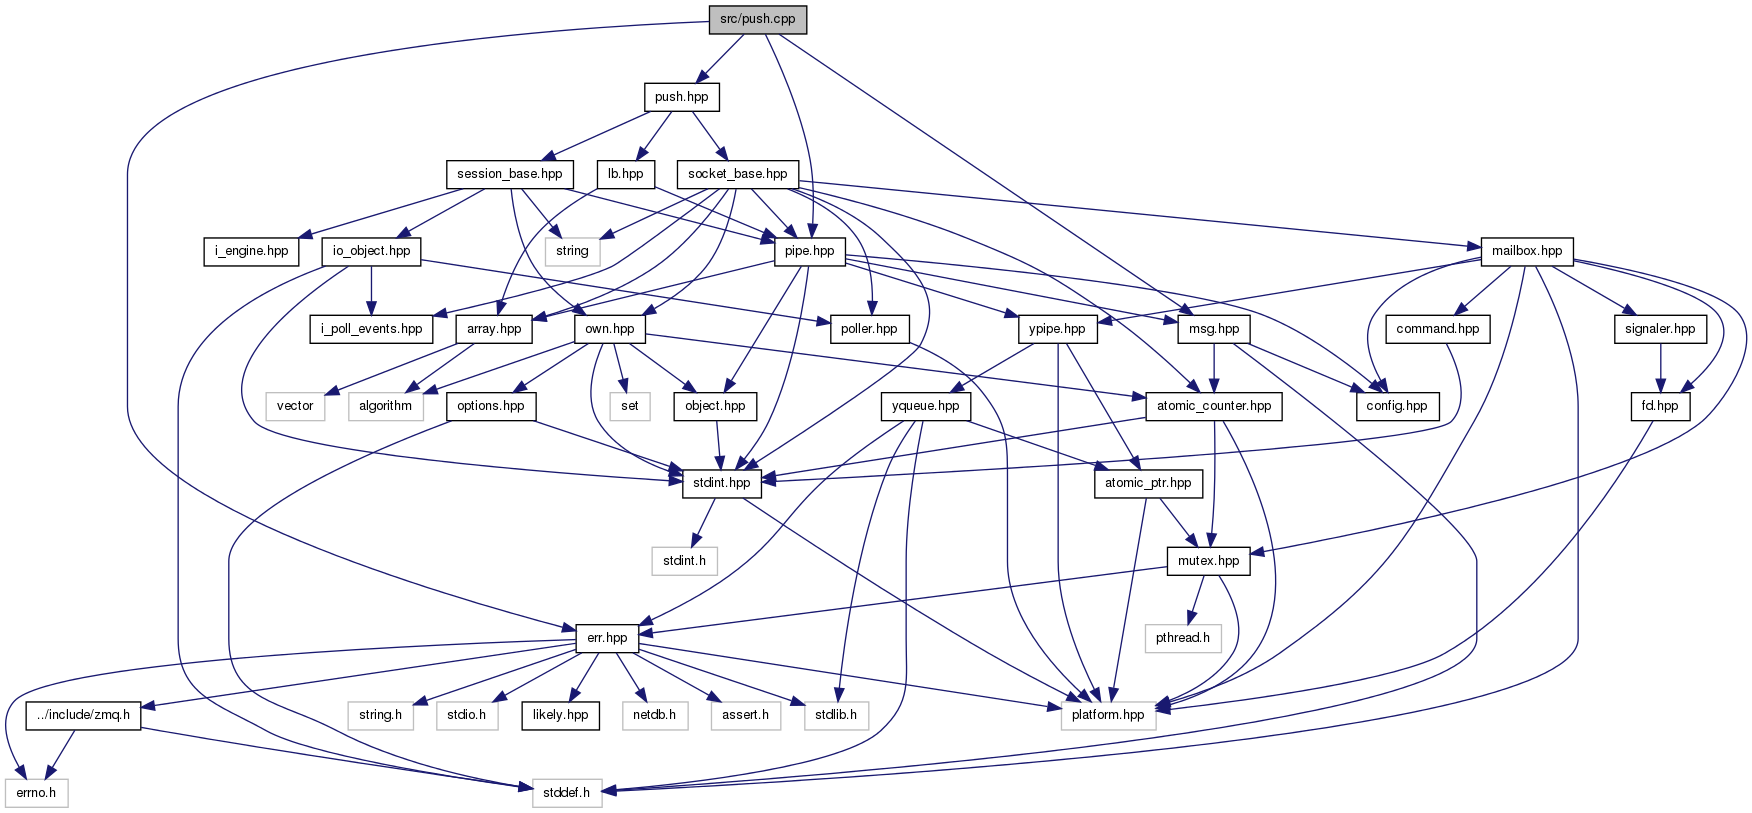 src/push.cpp
push.hpp
session_base.hpp
lb.hpp
socket_base.hpp
i_engine.hpp
io_object.hpp
string
pipe.hpp
mailbox.hpp
i_poll_events.hpp
array.hpp
own.hpp
poller.hpp
ypipe.hpp
msg.hpp
command.hpp
signaler.hpp
vector
algorithm
options.hpp
set
object.hpp
yqueue.hpp
atomic_counter.hpp
config.hpp
fd.hpp
stdint.hpp
atomic_ptr.hpp
stdint.h
mutex.hpp
err.hpp
pthread.h
../include/zmq.h
string.h
stdio.h
likely.hpp
netdb.h
assert.h
stdlib.h
platform.hpp
errno.h
stddef.h